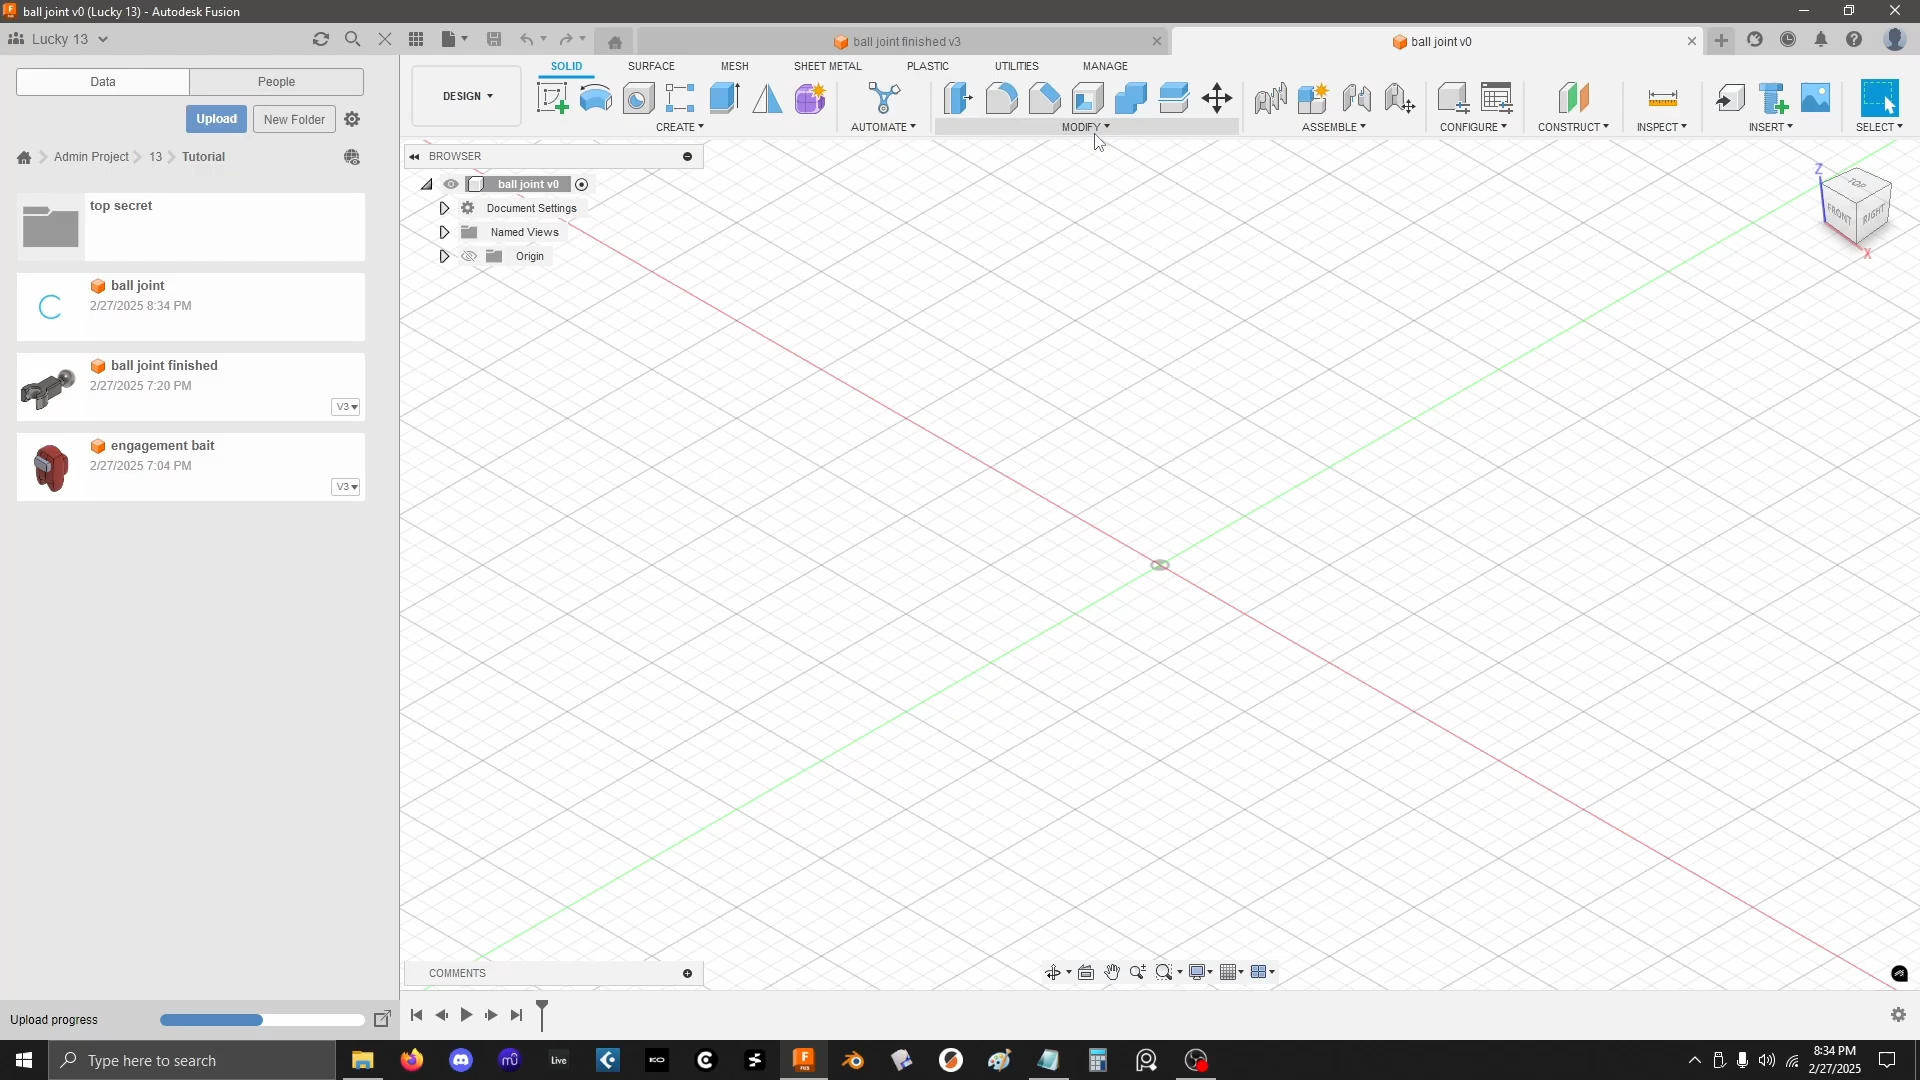 ball joint v0 (Lucky 13) - Autodesk Fusion
Lucky 13
ball joint finished v3
ball joint v0
Data
People
Upload
New Folder
Admin Project
13
Tutorial
top secret
ball joint
2/27/2025 8:34 PM
ball joint finished
2/27/2025 7:20 PM
V3
engagement bait
2/27/2025 7:04 PM
V3
Upload progress
DESIGN
SOLID
SURFACE
MESH
SHEET METAL
PLASTIC
UTILITIES
MANAGE
CREATE
AUTOMATE
MODIFY
ASSEMBLE
CONFIGURE
CONSTRUCT
INSPECT
INSERT
SELECT
BROWSER
ball joint v0
Document Settings
Named Views
Origin
Z
TOP
FRONT
RIGHT
X
COMMENTS
Type here to search
Live
8:34 PM
2/27/2025